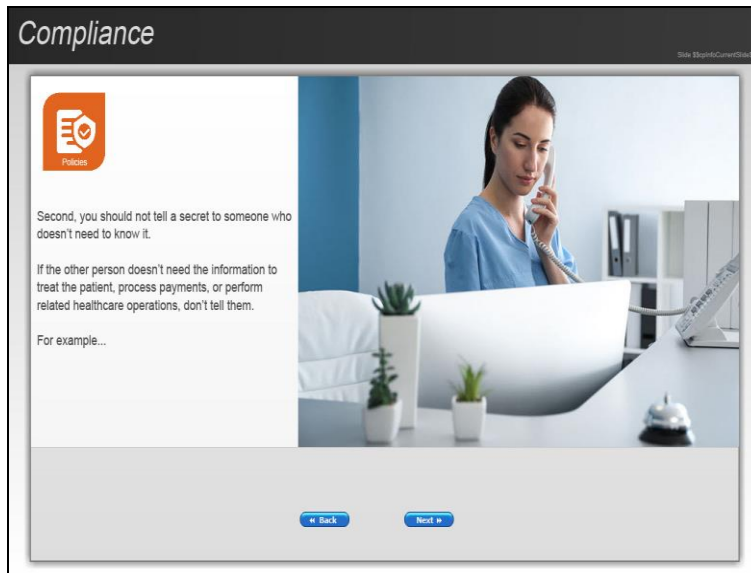 Compliance
Slide $$cpInfoCurrentSlide$
Policies
Second, you should not tell a secret to someone who
doesn't need to know it.
If the other person doesn't need the information to
treat the patient, process payments, or perform
related healthcare operations, don't tell them.
For example...
Back
Next